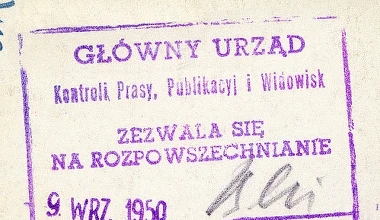 GŁÓWNY URZĄD
Kontroli Prasy, Publikacyj i Widowisk
ZEZWALA SIĘ
NA ROZPOWSZECHNIANIE
9. WRZ. 1950